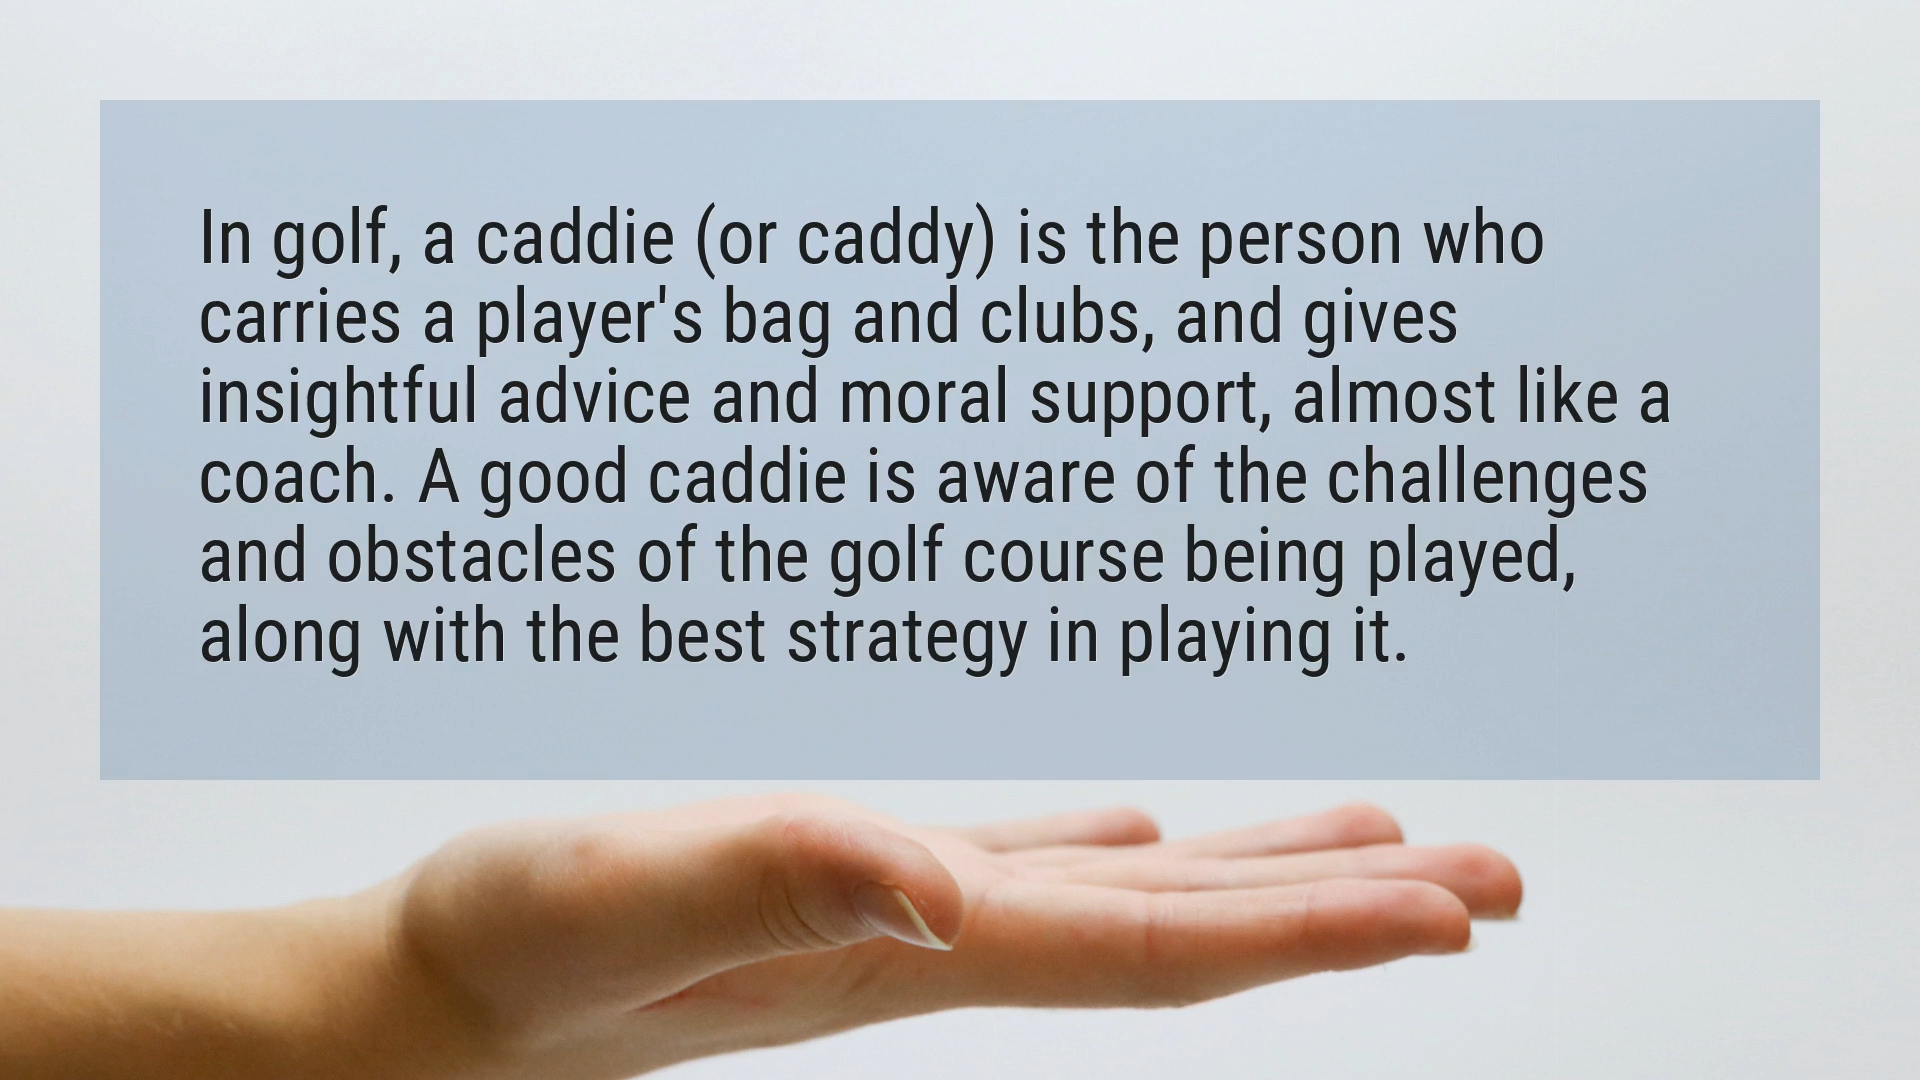 In golf, a caddie (or caddy) is the person who
carries a player's bag and clubs, and gives
insightful advice and moral support, almost like a
coach. A good caddie is aware of the challenges
and obstacles of the golf course being played,
along with the best strategy in playing it.